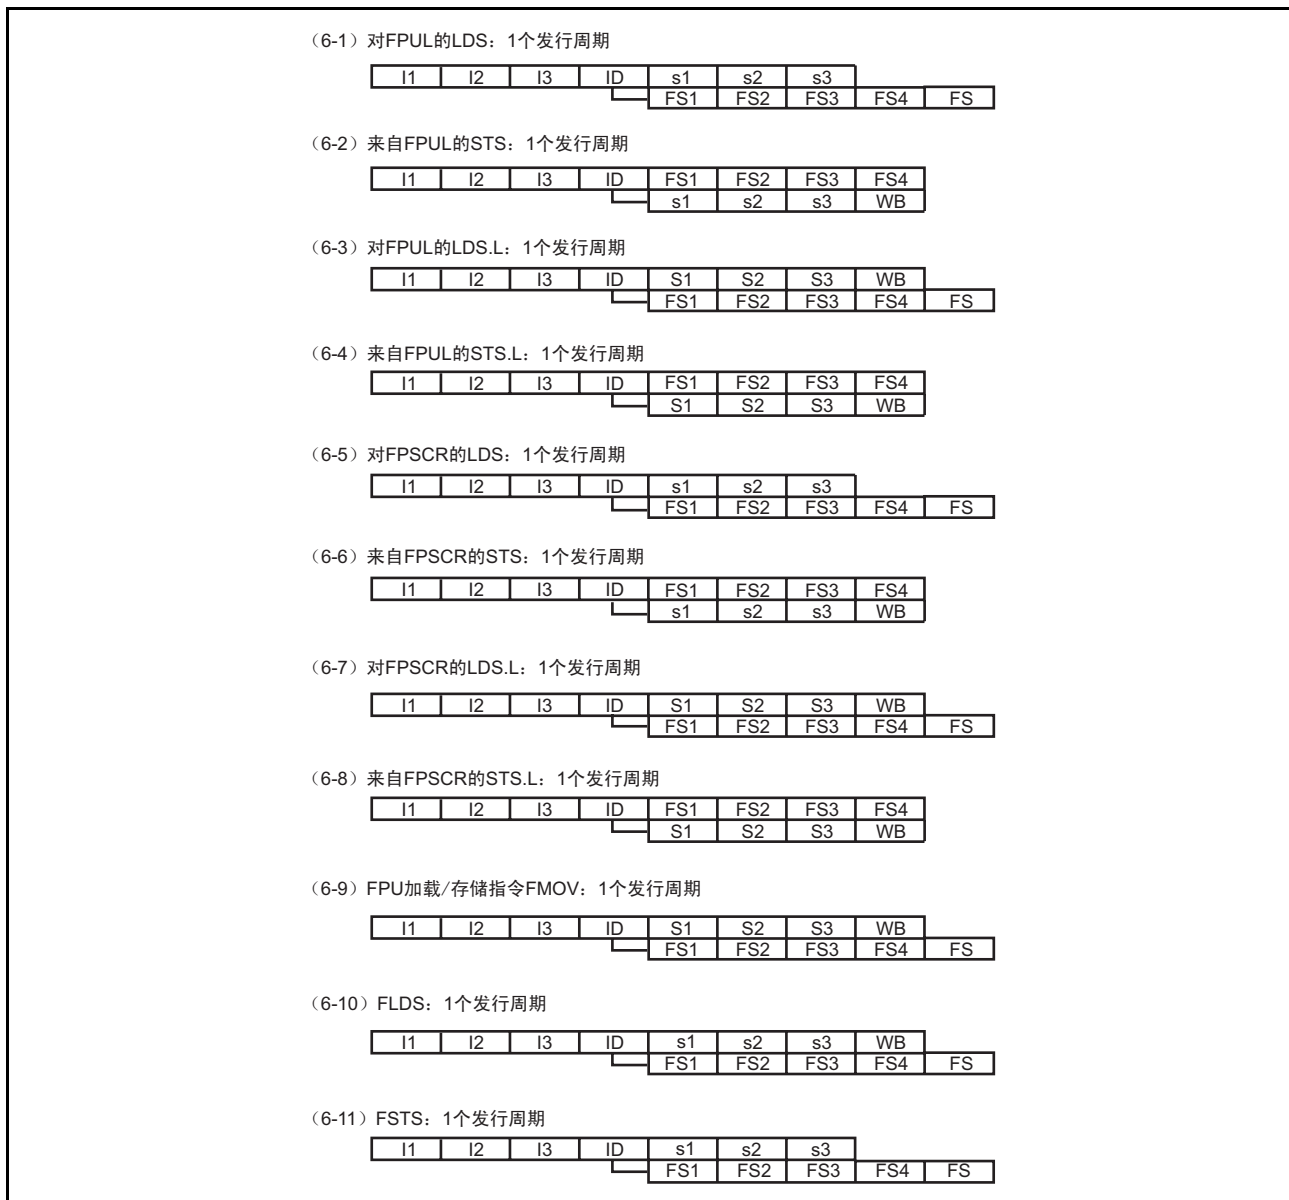 （6-1）对FPUL的LDS：1个发行周期
I1 I2 I3 ID s1 s2 s3
FS1 FS2 FS3 FS4 FS
（6-2）来自FPUL的STS：1个发行周期
I1 I2 I3 ID FS1 FS2 FS3 FS4
s1 s2 s3 WB
（6-3）对FPUL的LDS.L：1个发行周期
I1 I2 I3 ID S1 S2 S3 WB
FS1 FS2 FS3 FS4 FS
（6-4）来自FPUL的STS.L：1个发行周期
I1 I2 I3 ID FS1 FS2 FS3 FS4
S1 S2 S3 WB
（6-5）对FPSCR的LDS：1个发行周期
I1 I2 I3 ID s1 s2 s3
FS1 FS2 FS3 FS4 FS
（6-6）来自FPSCR的STS：1个发行周期
I1 I2 I3 ID FS1 FS2 FS3 FS4
s1 s2 s3 WB
（6-7）对FPSCR的LDS.L：1个发行周期
I1 I2 I3 ID S1 S2 S3 WB
FS1 FS2 FS3 FS4 FS
（6-8）来自FPSCR的STS.L：1个发行周期
I1 I2 I3 ID FS1 FS2 FS3 FS4
S1 S2 S3 WB
（6-9）FPU加载/存储指令FMOV：1个发行周期
I1 I2 I3 ID S1 S2 S3 WB
FS1 FS2 FS3 FS4 FS
（6-10）FLDS：1个发行周期
I1 I2 I3 ID s1 s2 s3 WB
FS1 FS2 FS3 FS4 FS
（6-11）FSTS：1个发行周期
I1 I2 I3 ID s1 s2 s3
FS1 FS2 FS3 FS4 FS